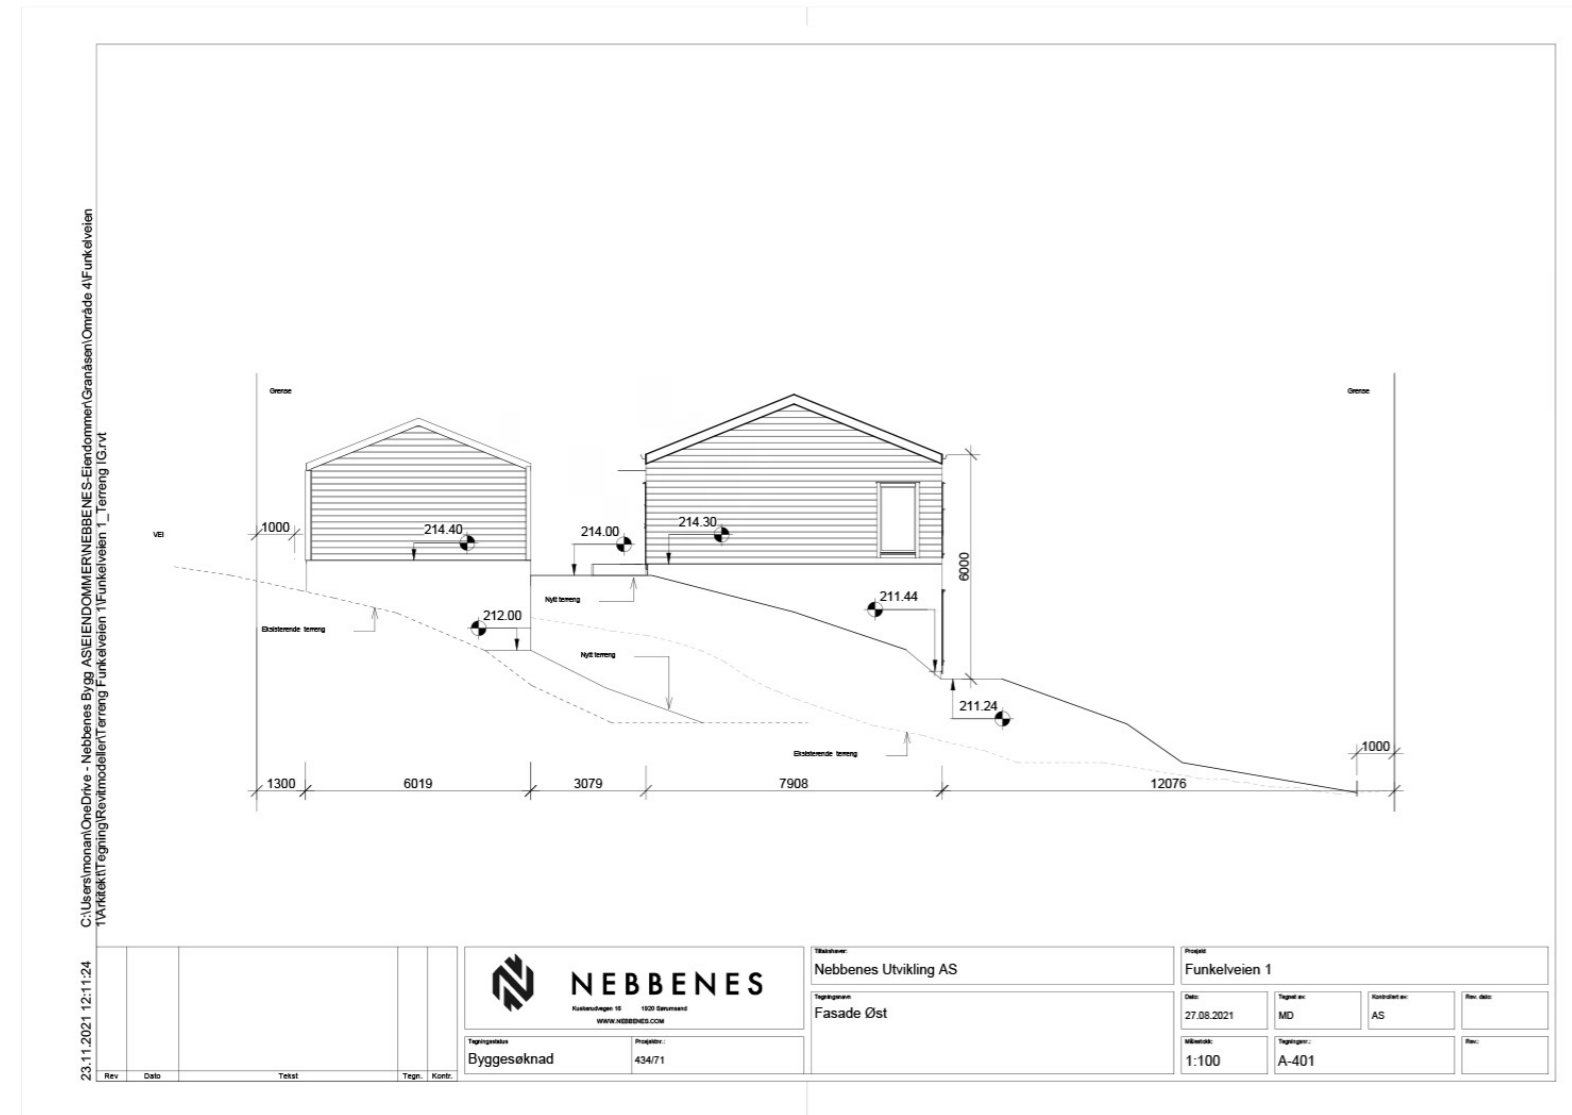 Grense
Grense
1000
VEI
214.40
214.00
214.30
6000
Nytt terreng
211.44
212.00
Eksisterende terreng
Nytt terreng
211.24
Eksisterende terreng
1000
1300
6019
3079
7908
12076
C:\Users\monan\OneDrive - Nebbenes Bygg AS\EIENDOMMER\NEBBENES-Eiendommer\Granåsen\Område 4\Funkelveien
1\Arkitekt\Tegning\Revitmodeller\Terreng Funkelveien 1\Funkelveien 1_Terreng IG.rvt
23.11.2021 12:11:24
Rev Dato Tekst Tegn. Kontr.
NEBBENES
Kuskerudvegen 16 1920 Sørumsand
WWW.NEBBENES.COM
Tegningsstatus
Byggesøknad
Prosjektnr.:
434/71
Tiltakshaver:
Nebbenes Utvikling AS
Tegningsnavn
Fasade Øst
Prosjekt
Funkelveien 1
Dato:
27.08.2021
Tegnet av:
MD
Kontrollert av:
AS
Rev. dato:
Målestokk:
1:100
Tegningsnr.:
A-401
Rev.: